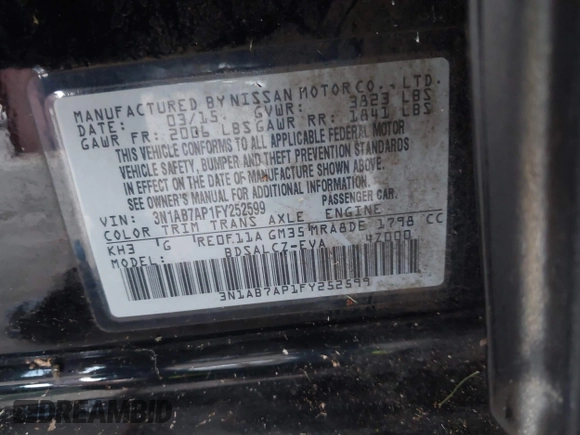 MANUFACTURED BY NISSAN MOTOR CO., LTD.
DATE: 03/15 GVWR: 3823 LBS
GAWR FR: 2006 LBS GAWR RR: 1841 LBS
THIS VEHICLE CONFORMS TO ALL APPLICABLE FEDERAL MOTOR
VEHICLE SAFETY, BUMPER AND THEFT PREVENTION STANDARDS
IN EFFECT ON THE DATE OF MANUFACTURE SHOWN ABOVE.
SEE OWNER'S MANUAL FOR ADDITIONAL INFORMATION.
VIN: 3N1AB7AP1FY252599 PASSENGER CAR.
COLOR TRIM TRANS AXLE ENGINE
KH3 G RE0F11A GM35 MRA8DE 1798 CC
BDSALCZ-EVA 4Z000
3N1AB7AP1FY252599
DREAMBID